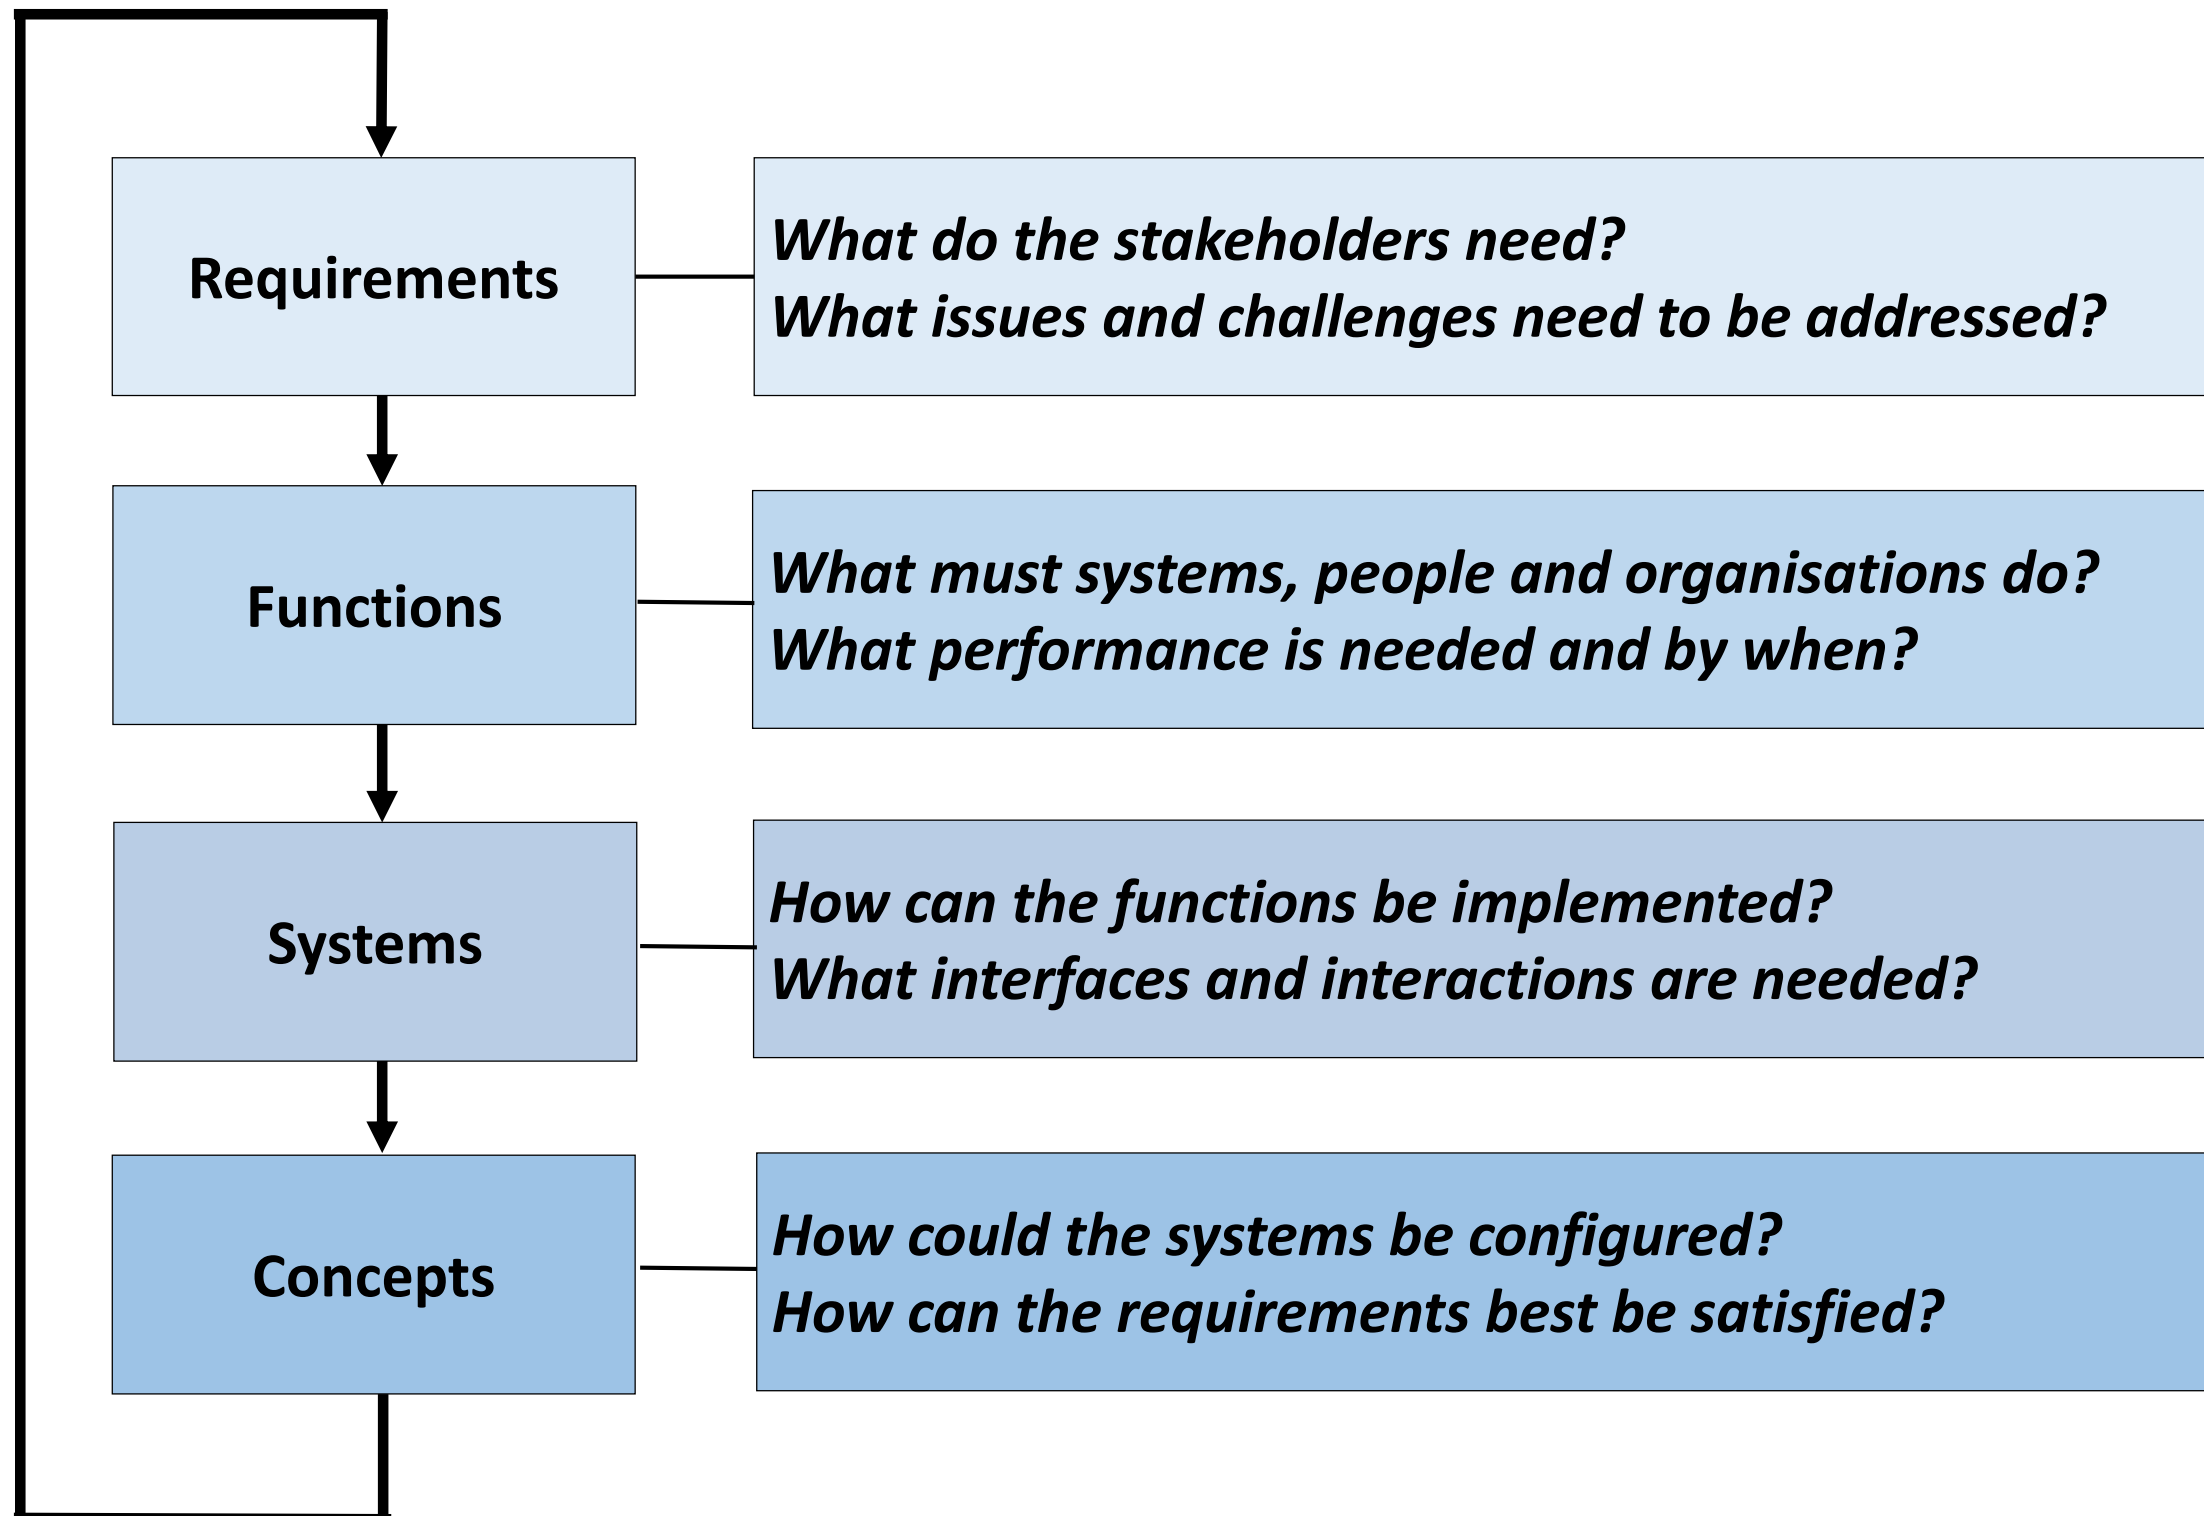 Requirements
What do the stakeholders need?
What issues and challenges need to be addressed?
Functions
What must systems, people and organisations do?
What performance is needed and by when?
Systems
How can the functions be implemented?
What interfaces and interactions are needed?
Concepts
How could the systems be configured?
How can the requirements best be satisfied?